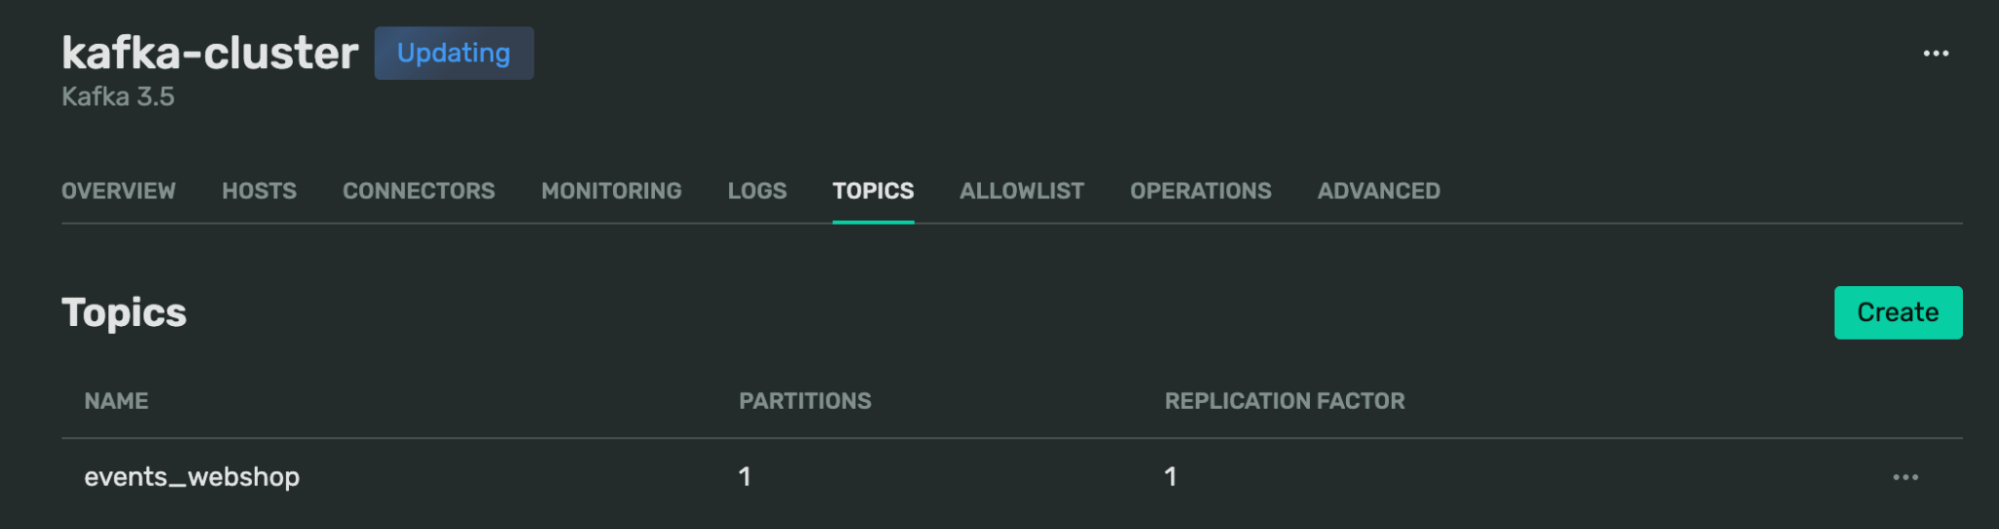 kafka-cluster Updating
Kafka 3.5
OVERVIEW HOSTS CONNECTORS MONITORING LOGS TOPICS ALLOWLIST OPERATIONS ADVANCED
Topics Create
NAME PARTITIONS REPLICATION FACTOR
events_webshop 1 1